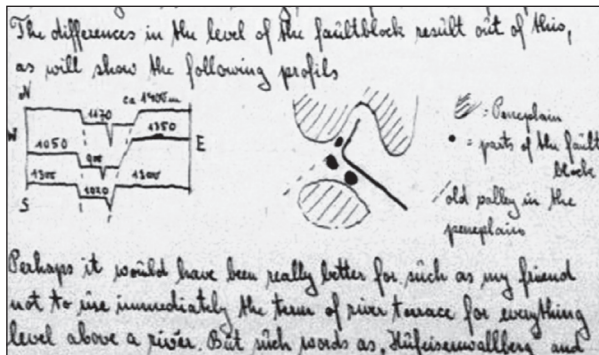 The differences in the level of the faultblock result out of this,
as will show the following profils
N
1170
ca 1400m
W
1050
900
1350
E
1300
1020
1300
S
= Peneplain
= parts of the fault
block
old valley in the
peneplains
Perhaps it would have been really better for such as my friend
not to use immediately the term of river terrace for everything
level above a river. But such words as "Hufeisenwallberg" and